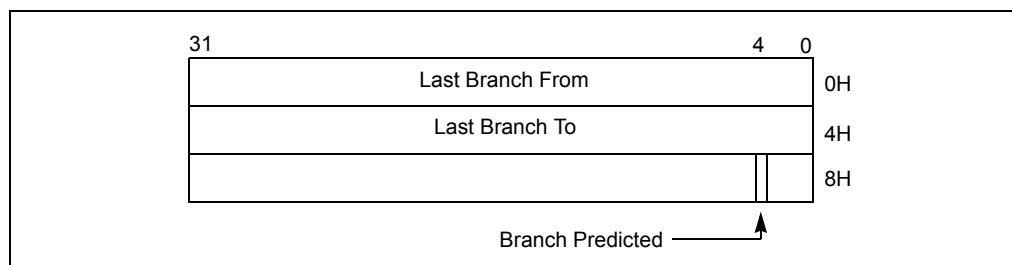 31 4 0
Last Branch From 0H
Last Branch To 4H
8H
Branch Predicted